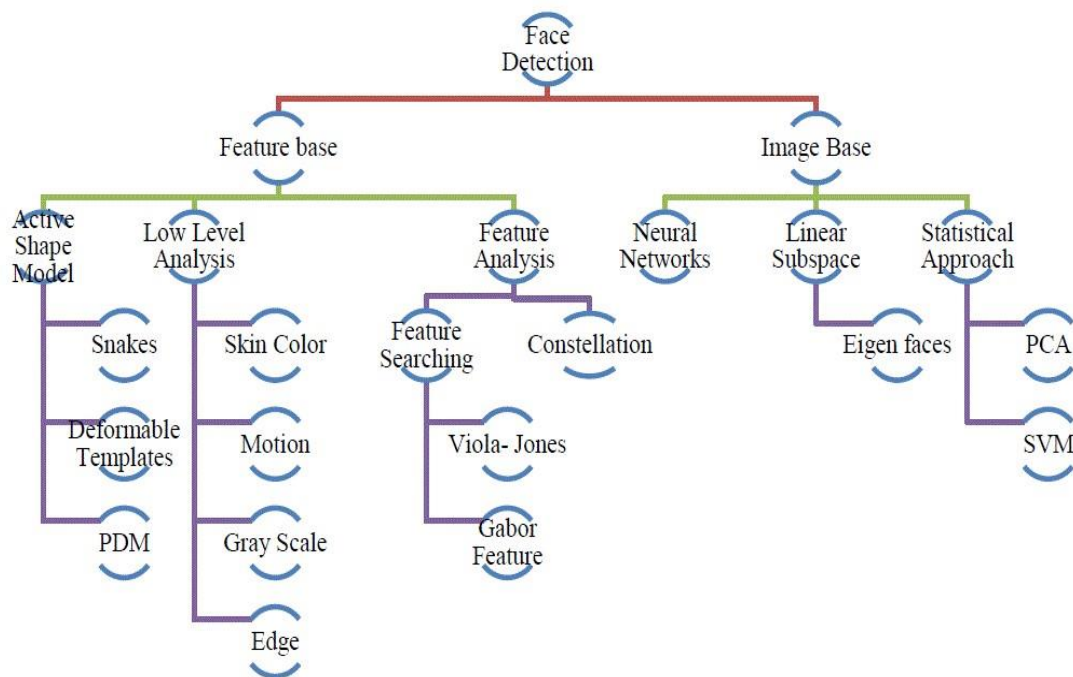 Face
Detection
Feature base
Image Base
Active
Shape
Model
Low Level
Analysis
Feature
Analysis
Neural
Networks
Linear
Subspace
Statistical
Approach
Snakes
Skin Color
Feature
Searching
Constellation
Eigen faces
PCA
Deformable
Templates
Motion
Viola- Jones
SVM
PDM
Gray Scale
Gabor
Feature
Edge